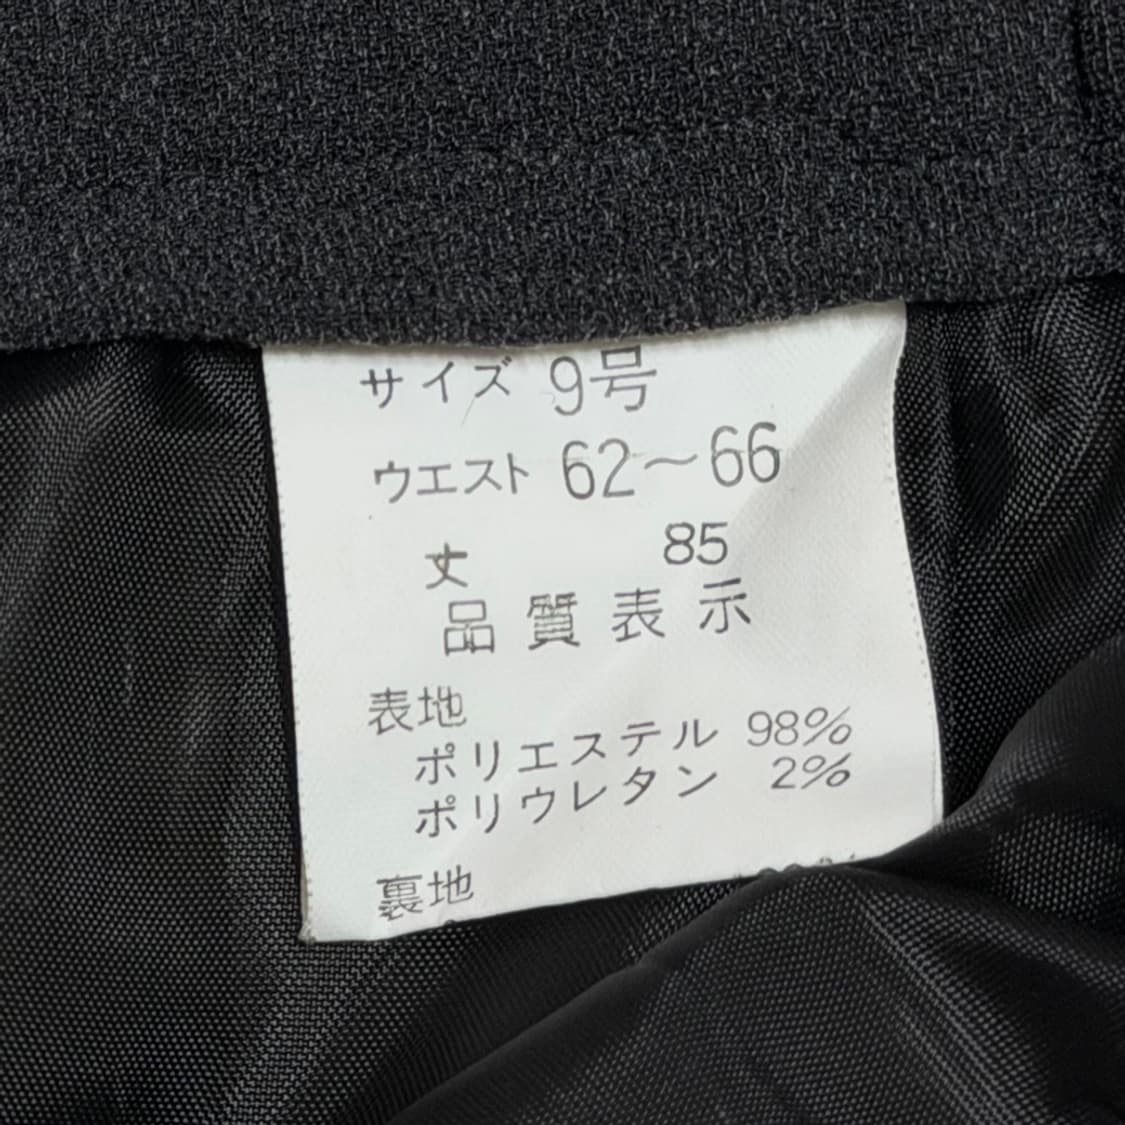 サイズ 9号
ウエスト 62～66
丈 85
品質表示
表地
ポリエステル 98%
ポリウレタン 2%
裏地